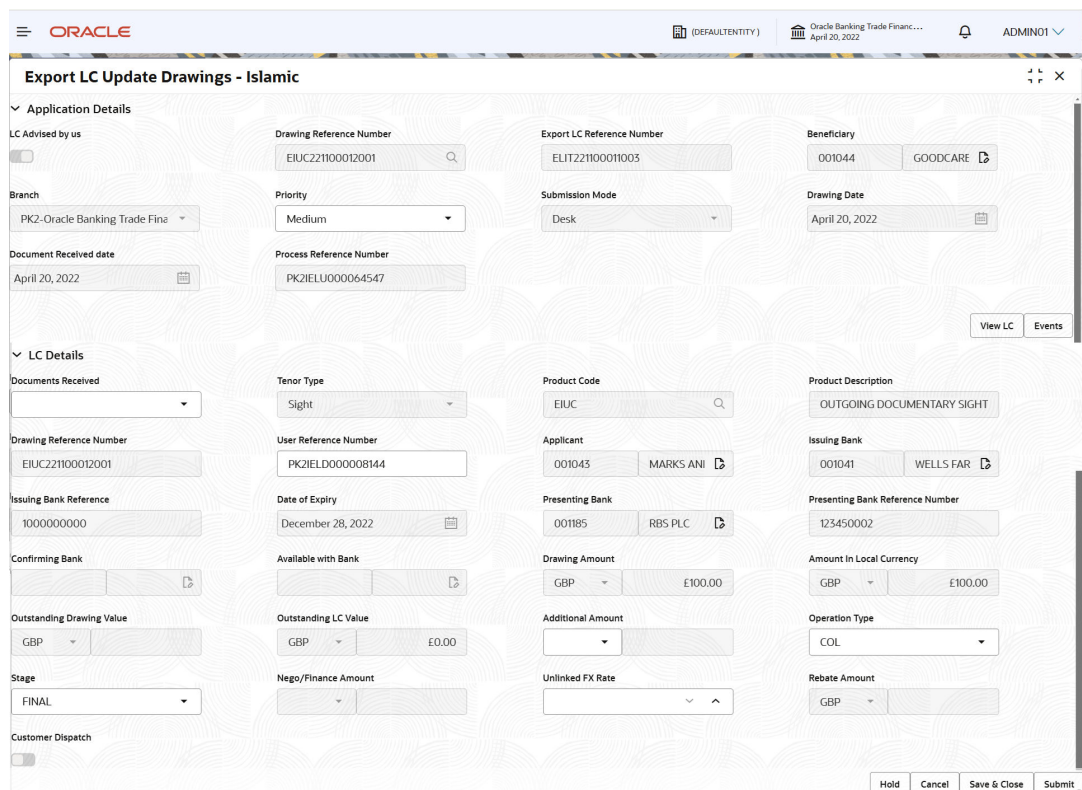 ORACLE
(DEFAULTENTITY)
Oracle Banking Trade Financ...
April 20, 2022
ADMIN01
Export LC Update Drawings - Islamic
Application Details
LC Advised by us Drawing Reference Number Export LC Reference Number Beneficiary
EIUC221100012001 ELIT221100011003 001044 GOODCARE
Branch Priority Submission Mode Drawing Date
PK2-Oracle Banking Trade Fina Medium Desk April 20, 2022
Document Received date Process Reference Number
April 20, 2022 PK2IELU000064547
View LC Events
LC Details
Documents Received Tenor Type Product Code Product Description
Sight EIUC OUTGOING DOCUMENTARY SIGHT
Drawing Reference Number User Reference Number Applicant Issuing Bank
EIUC221100012001 PK2IELD000008144 001043 MARKS ANI 001041 WELLS FAR
Issuing Bank Reference Date of Expiry Presenting Bank Presenting Bank Reference Number
1000000000 December 28, 2022 001185 RBS PLC 123450002
Confirming Bank Available with Bank Drawing Amount Amount In Local Currency
GBP £100.00 GBP £100.00
Outstanding Drawing Value Outstanding LC Value Additional Amount Operation Type
GBP GBP £0.00 COL
Stage Nego/Finance Amount Unlinked FX Rate Rebate Amount
FINAL GBP
Customer Dispatch
Hold Cancel Save & Close Submit